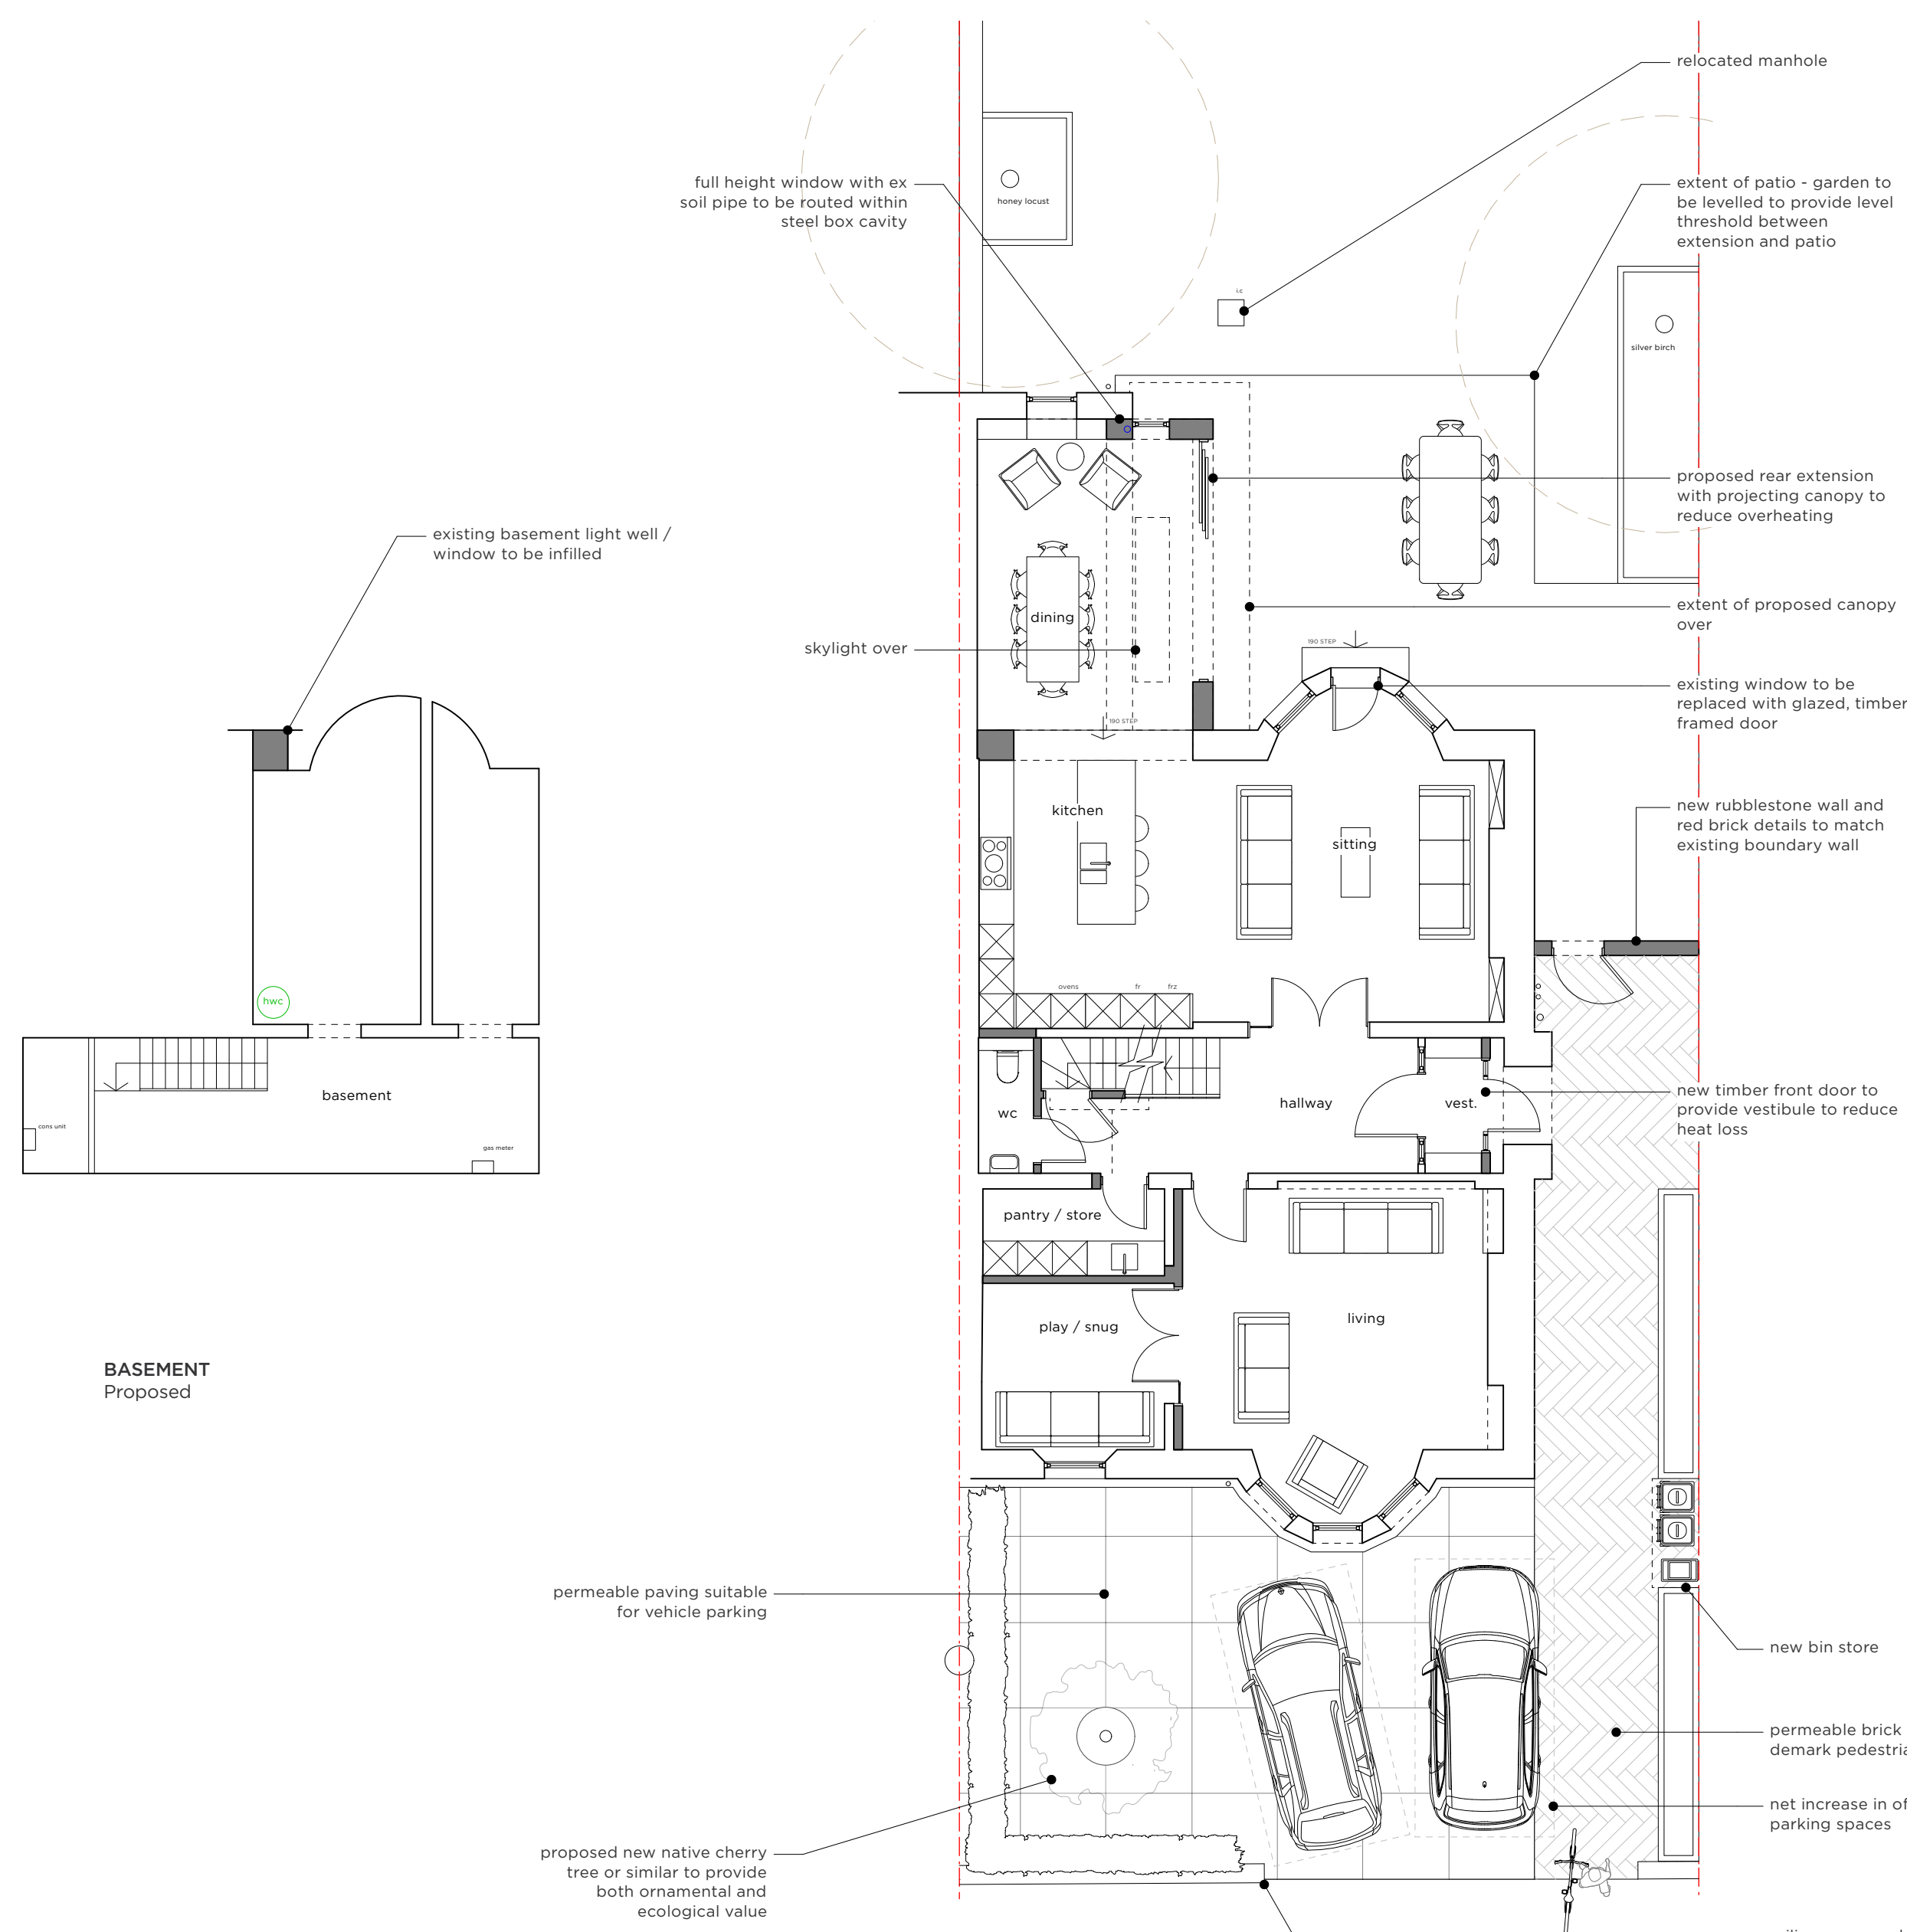 relocated manhole
full height window with ex
soil pipe to be routed within
steel box cavity
extent of patio - garden to
be levelled to provide level
threshold between
extension and patio
honey locust
i.c
silver birch
proposed rear extension
with projecting canopy to
reduce overheating
existing basement light well /
window to be infilled
dining
extent of proposed canopy
over
skylight over
190 STEP
existing window to be
replaced with glazed, timber
framed door
190 STEP
kitchen
sitting
new rubblestone wall and
red brick details to match
existing boundary wall
ovens
fr
frz
hwc
basement
cons unit
gas meter
wc
hallway
vest.
new timber front door to
provide vestibule to reduce
heat loss
pantry / store
living
play / snug
BASEMENT
Proposed
permeable paving suitable
for vehicle parking
new bin store
permeable brick
demark pedestria
net increase in of
parking spaces
proposed new native cherry
tree or similar to provide
both ornamental and
ecological value